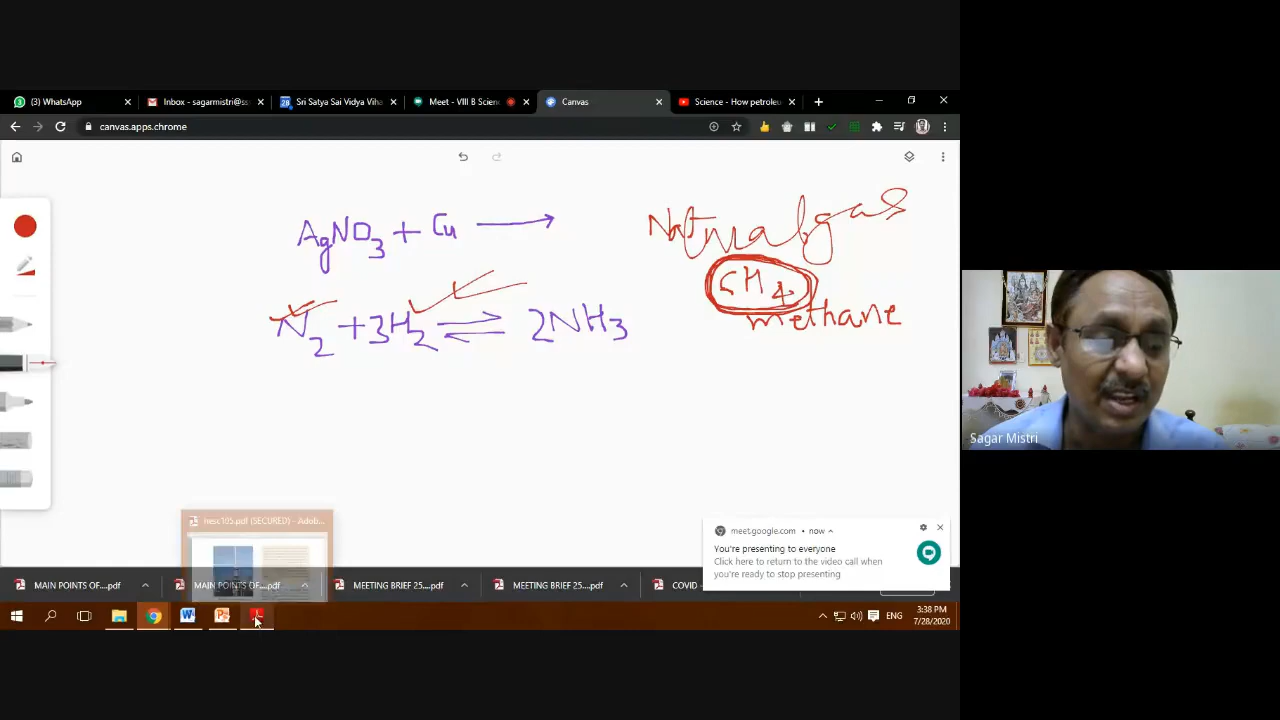 (3) WhatsApp
Inbox - sagarmistri@ss
Sri Satya Sai Vidya Viha
Meet - VIII B Scienc
Canvas
Science - How petroleu
canvas.apps.chrome
AgNO3 + Cu →
Natural gas
CH4
methane
N2 + 3H2 ⇌ 2NH3
Sagar Mistri
hesc105.pdf (SECURED) - Adob...
meet.google.com • now
You're presenting to everyone
Click here to return to the video call when
you're ready to stop presenting
MAIN POINTS OF....pdf
MAIN POINTS OF....pdf
MEETING BRIEF 25....pdf
MEETING BRIEF 25....pdf
COVID -
ENG
3:38 PM
7/28/2020